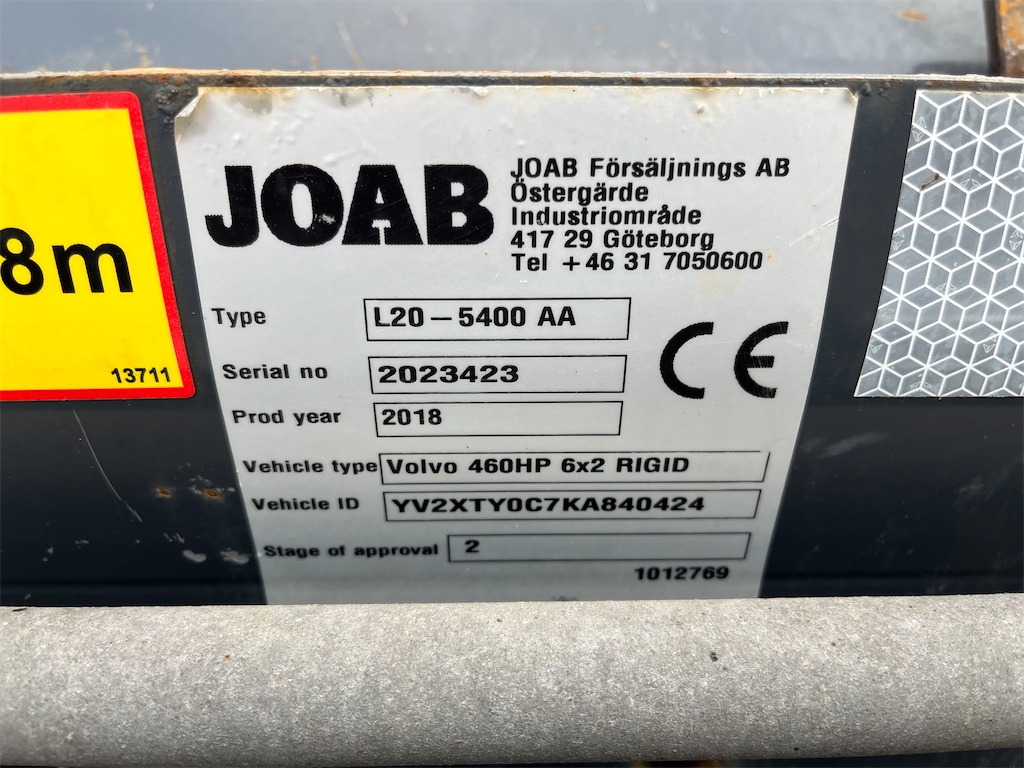 8m
13711
JOAB
JOAB Försäljnings AB
Östergärde
Industriområde
417 29 Göteborg
Tel +46 31 7050600
Type L20-5400 AA
Serial no 2023423
Prod year 2018
CE
Vehicle type Volvo 460HP 6x2 RIGID
Vehicle ID YV2XTY0C7KA840424
Stage of approval 2
1012769